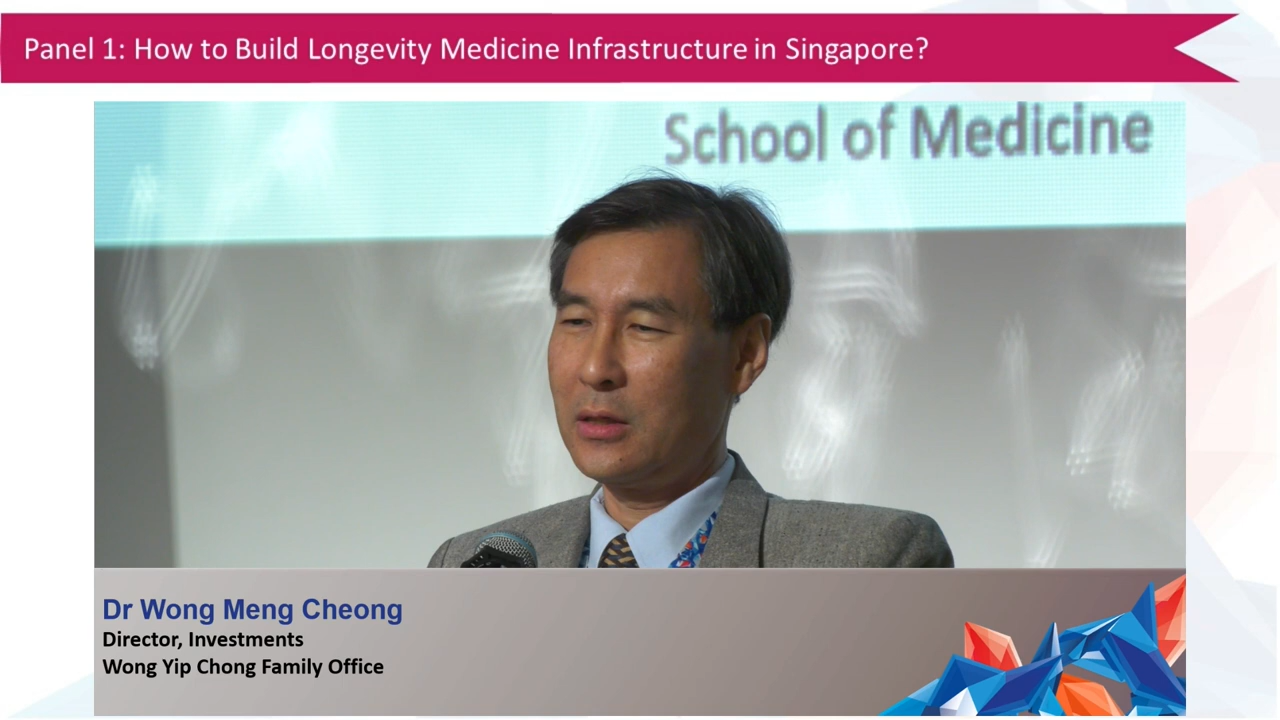 Panel 1: How to Build Longevity Medicine Infrastructure in Singapore?
School of Medicine
Dr Wong Meng Cheong
Director, Investments
Wong Yip Chong Family Office